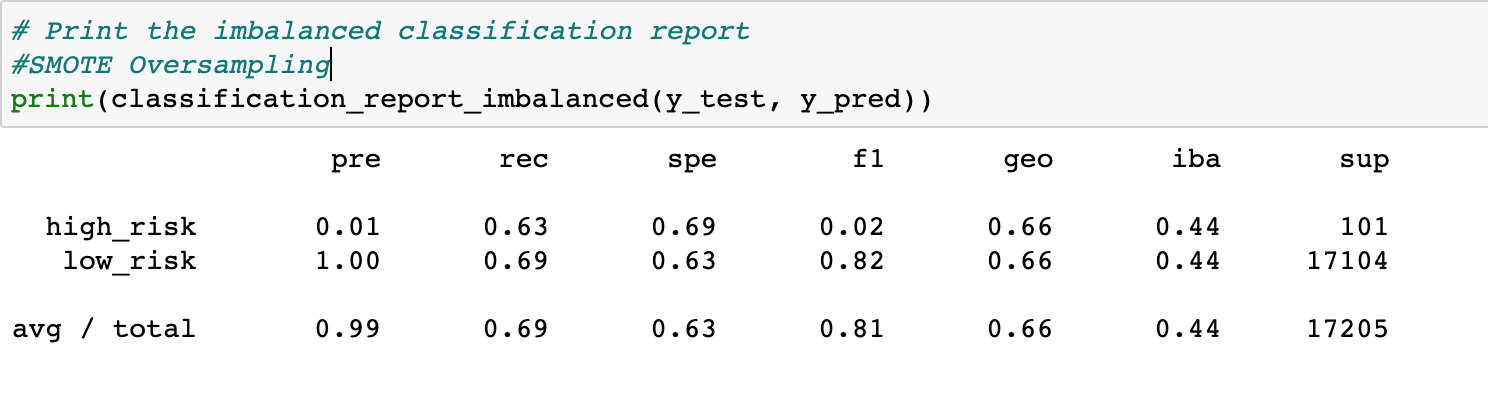 # Print the imbalanced classification report
#SMOTE Oversampling
print(classification_report_imbalanced(y_test, y_pred))
pre rec spe f1 geo iba sup
high_risk 0.01 0.63 0.69 0.02 0.66 0.44 101
low_risk 1.00 0.69 0.63 0.82 0.66 0.44 17104
avg / total 0.99 0.69 0.63 0.81 0.66 0.44 17205